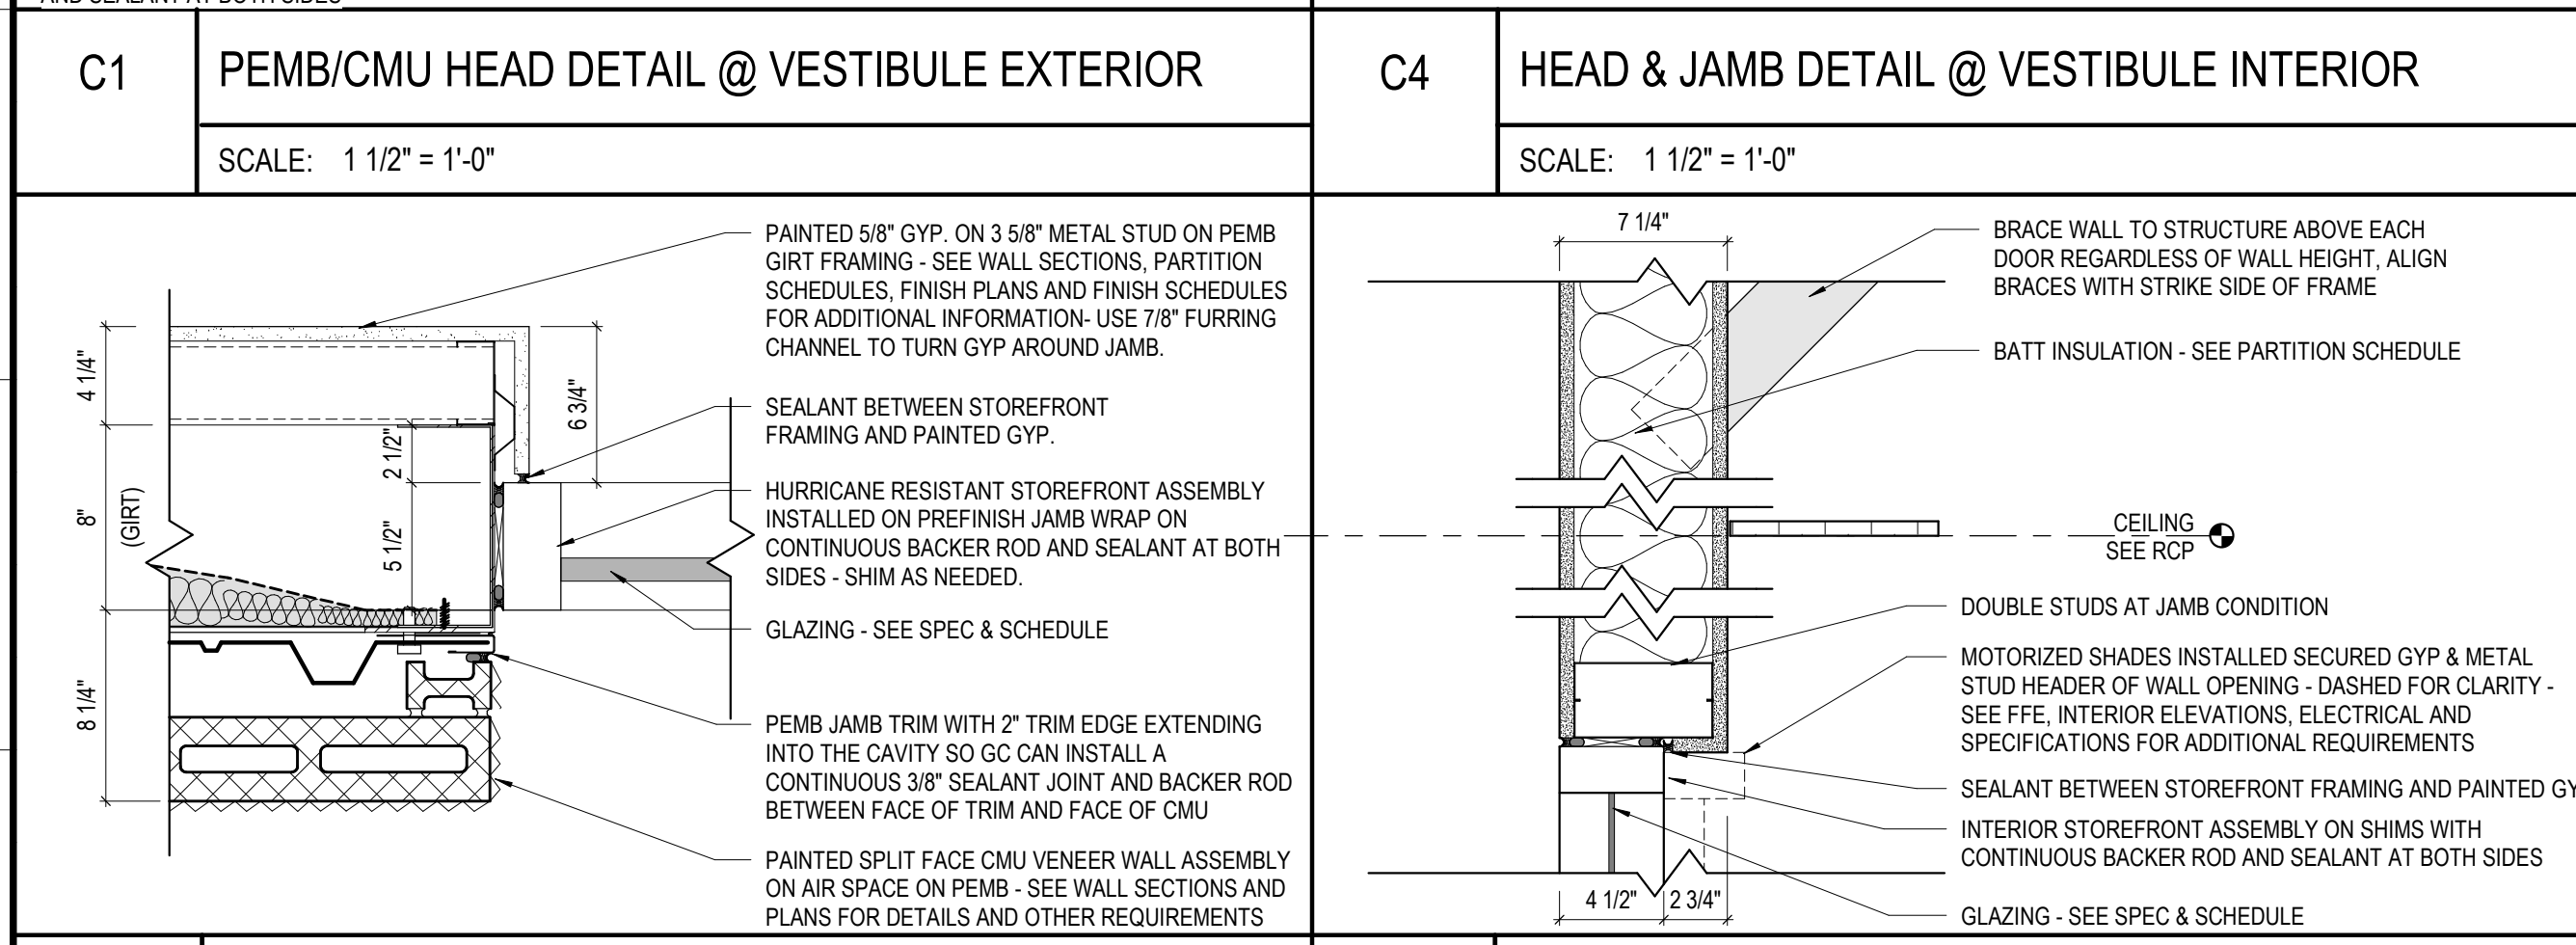 AND SEALANT AT BOTH SIDES
C1
PEMB/CMU HEAD DETAIL @ VESTIBULE EXTERIOR
SCALE: 1 1/2" = 1'-0"
C4
HEAD & JAMB DETAIL @ VESTIBULE INTERIOR
SCALE: 1 1/2" = 1'-0"
PAINTED 5/8" GYP. ON 3 5/8" METAL STUD ON PEMB
GIRT FRAMING - SEE WALL SECTIONS, PARTITION
SCHEDULES, FINISH PLANS AND FINISH SCHEDULES
FOR ADDITIONAL INFORMATION- USE 7/8" FURRING
CHANNEL TO TURN GYP AROUND JAMB.
SEALANT BETWEEN STOREFRONT
FRAMING AND PAINTED GYP.
HURRICANE RESISTANT STOREFRONT ASSEMBLY
INSTALLED ON PREFINISH JAMB WRAP ON
CONTINUOUS BACKER ROD AND SEALANT AT BOTH
SIDES - SHIM AS NEEDED.
GLAZING - SEE SPEC & SCHEDULE
PEMB JAMB TRIM WITH 2" TRIM EDGE EXTENDING
INTO THE CAVITY SO GC CAN INSTALL A
CONTINUOUS 3/8" SEALANT JOINT AND BACKER ROD
BETWEEN FACE OF TRIM AND FACE OF CMU
PAINTED SPLIT FACE CMU VENEER WALL ASSEMBLY
ON AIR SPACE ON PEMB - SEE WALL SECTIONS AND
PLANS FOR DETAILS AND OTHER REQUIREMENTS
4 1/4"
8"
(GIRT)
8 1/4"
2 1/2"
5 1/2"
6 3/4"
7 1/4"
BRACE WALL TO STRUCTURE ABOVE EACH
DOOR REGARDLESS OF WALL HEIGHT, ALIGN
BRACES WITH STRIKE SIDE OF FRAME
BATT INSULATION - SEE PARTITION SCHEDULE
CEILING
SEE RCP
DOUBLE STUDS AT JAMB CONDITION
MOTORIZED SHADES INSTALLED SECURED GYP & METAL
STUD HEADER OF WALL OPENING - DASHED FOR CLARITY -
SEE FFE, INTERIOR ELEVATIONS, ELECTRICAL AND
SPECIFICATIONS FOR ADDITIONAL REQUIREMENTS
SEALANT BETWEEN STOREFRONT FRAMING AND PAINTED GY
INTERIOR STOREFRONT ASSEMBLY ON SHIMS WITH
CONTINUOUS BACKER ROD AND SEALANT AT BOTH SIDES
GLAZING - SEE SPEC & SCHEDULE
4 1/2"
2 3/4"